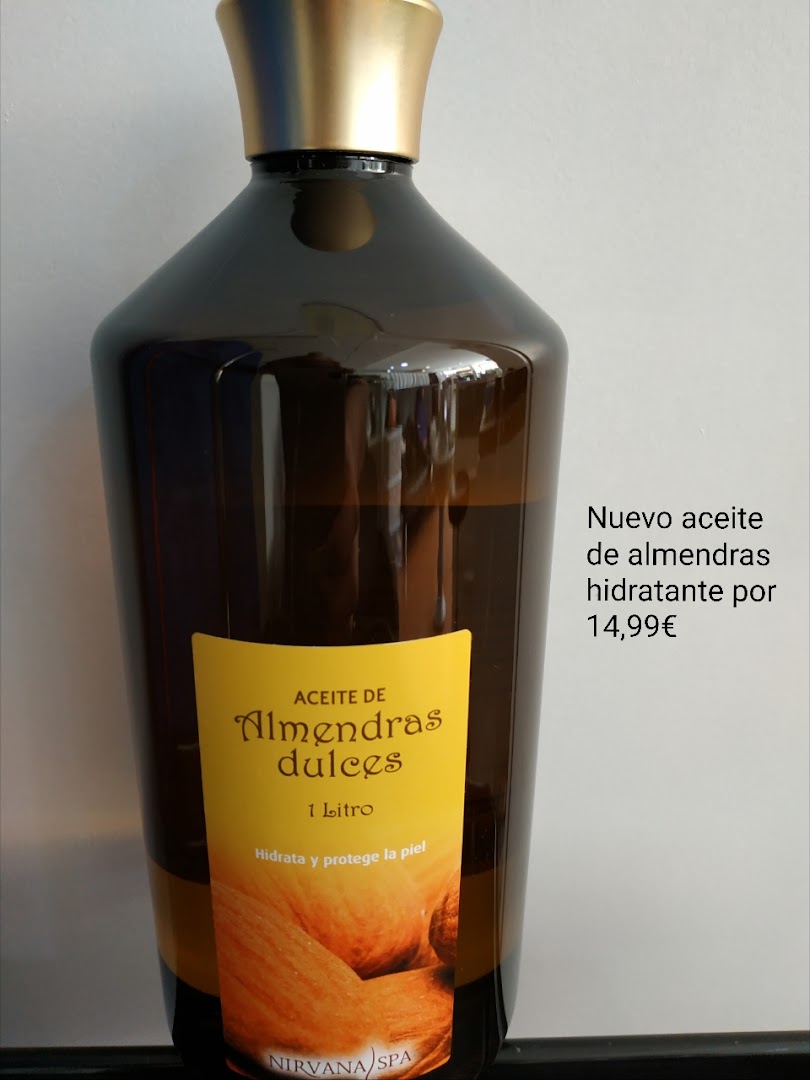 ACEITE DE
Almendras
dulces
1 Litro
Hidrata y protege la piel
NIRVANA SPA
Nuevo aceite
de almendras
hidratante por
14,99€